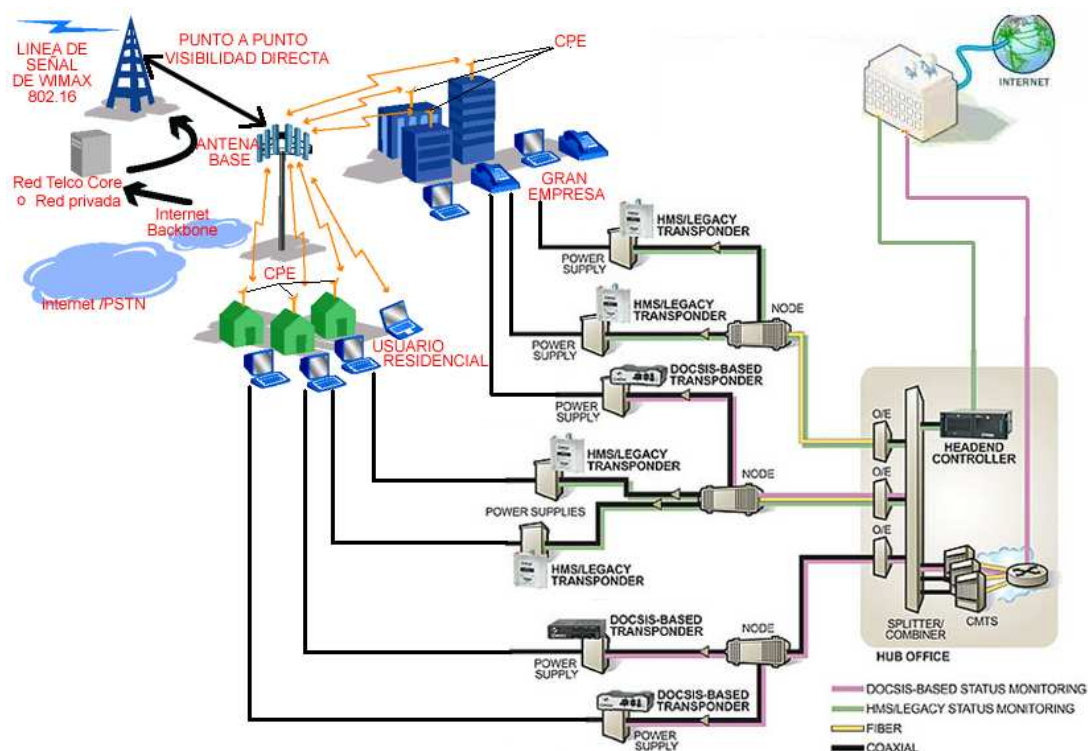 LINEA DE
SEÑAL
DE WIMAX
802.16
PUNTO A PUNTO
VISIBILIDAD DIRECTA
CPE
INTERNET
ANTENA
BASE
Red Telco Core
o Red privada
Internet
Backbone
Internet /PSTN
GRAN
EMPRESA
CPE
USUARIO
RESIDENCIAL
HMS/LEGACY
TRANSPONDER
POWER
SUPPLY
HMS/LEGACY
TRANSPONDER
NODE
POWER
SUPPLY
DOCSIS-BASED
TRANSPONDER
POWER
SUPPLY
HMS/LEGACY
TRANSPONDER
NODE
POWER SUPPLIES
HMS/LEGACY
TRANSPONDER
DOCSIS-BASED
TRANSPONDER
NODE
POWER
SUPPLY
DOCSIS-BASED
TRANSPONDER
POWER
SUPPLY
O/E
HEADEND
CONTROLLER
O/E
O/E
CMTS
SPLITTER/
COMBINER
HUB OFFICE
DOCSIS-BASED STATUS MONITORING
HMS/LEGACY STATUS MONITORING
FIBER
COAXIAL